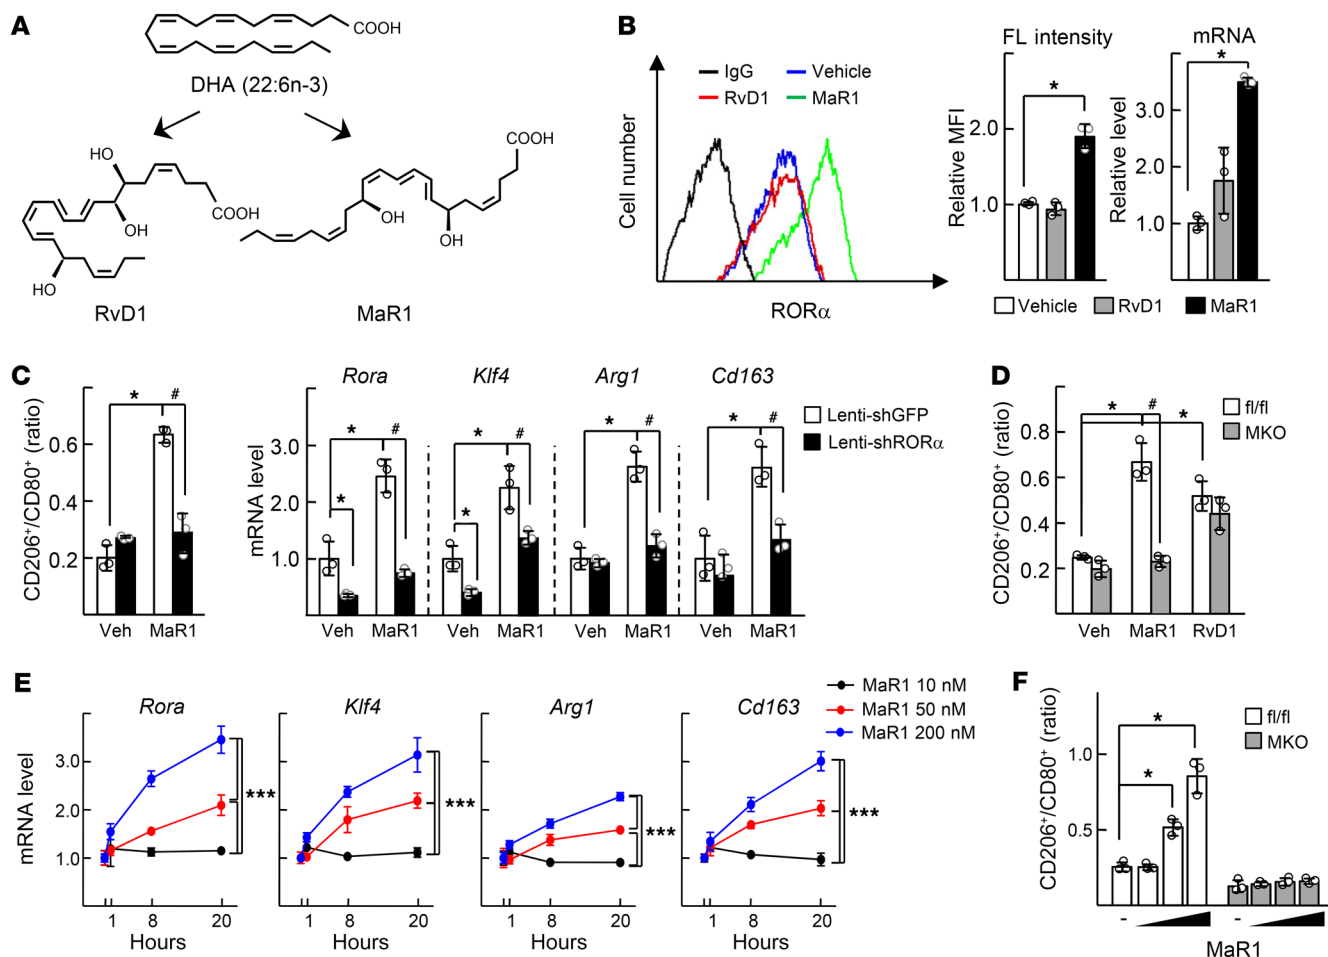 A
COOH
DHA (22:6n-3)
HO
HO
OH
COOH
HO
RvD1
COOH
OH
OH
MaR1
B
IgG
Vehicle
RvD1
MaR1
Cell number
RORα
FL intensity
Relative MFI
2.0
1.0
*
mRNA
Relative level
3.0
2.0
1.0
*
Vehicle
RvD1
MaR1
C
CD206⁺/CD80⁺ (ratio)
0.6
0.4
0.2
*
#
Veh
MaR1
mRNA level
3.0
2.0
1.0
Rora
Klf4
Arg1
Cd163
*
#
*
*
#
*
*
#
*
#
Veh
MaR1
Veh
MaR1
Veh
MaR1
Veh
MaR1
Lenti-shGFP
Lenti-shRORα
D
CD206⁺/CD80⁺ (ratio)
0.8
0.6
0.4
0.2
*
#
*
fl/fl
MKO
Veh
MaR1
RvD1
E
mRNA level
3.0
2.0
1.0
Rora
Klf4
Arg1
Cd163
***
***
***
***
MaR1 10 nM
MaR1 50 nM
MaR1 200 nM
1
8
20
1
8
20
1
8
20
1
8
20
Hours
Hours
Hours
Hours
F
CD206⁺/CD80⁺ (ratio)
1.0
0.5
*
*
fl/fl
MKO
-
-
MaR1